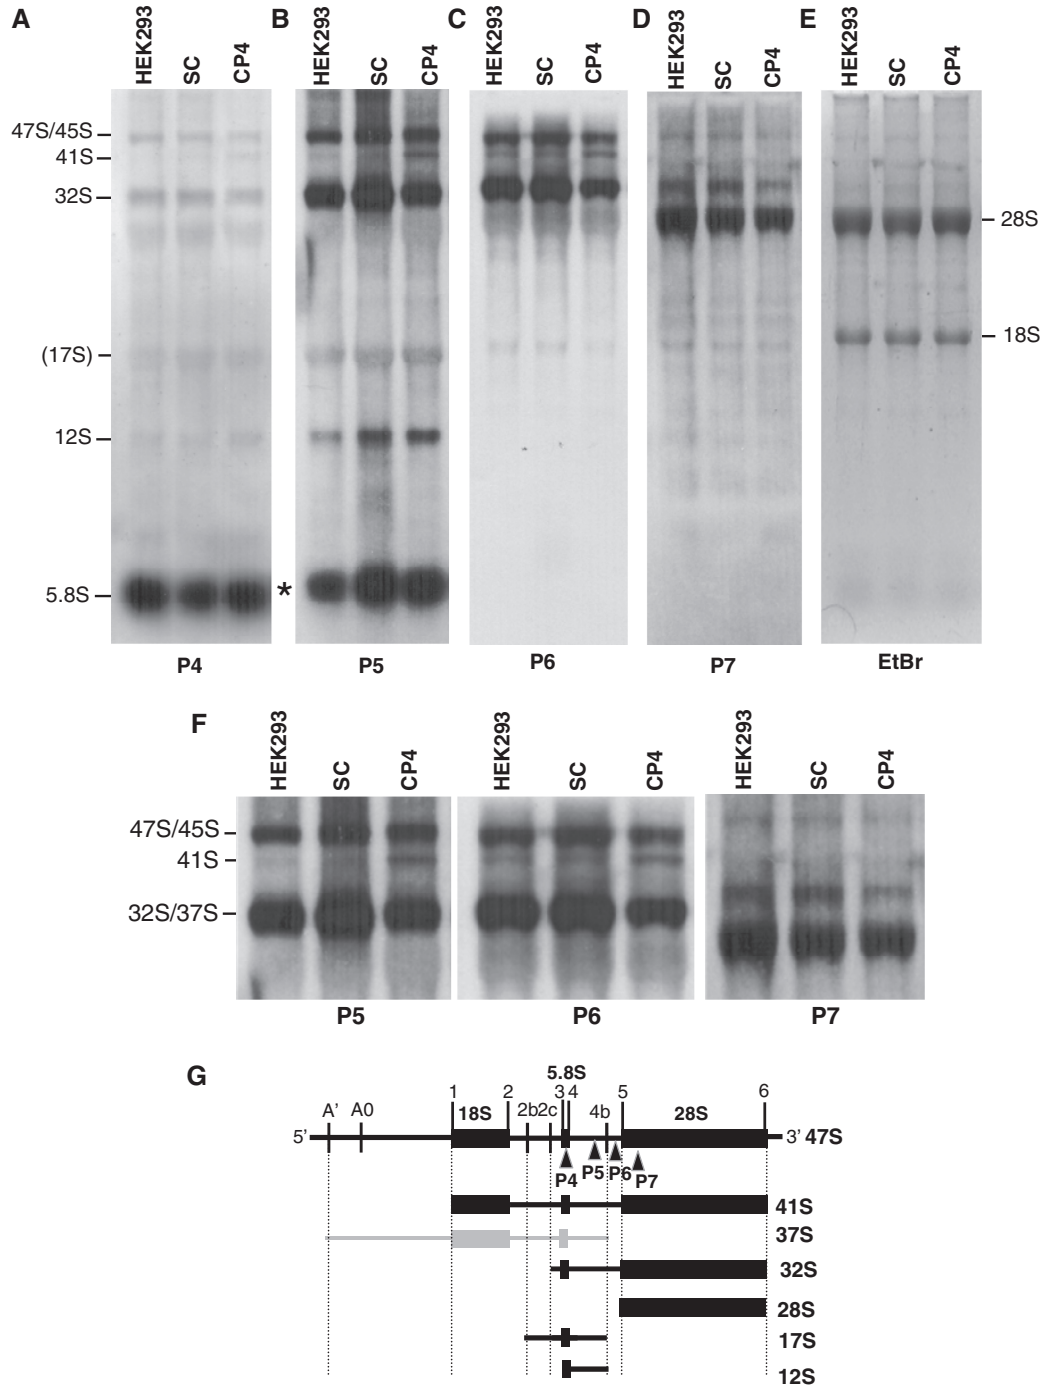 A B C D E
HEK293 SC CP4 HEK293 SC CP4 HEK293 SC CP4 HEK293 SC CP4 HEK293 SC CP4
47S/45S
41S
32S
28S
18S
(17S)
12S
5.8S *
P4 P5 P6 P7 EtBr
F
HEK293 SC CP4 HEK293 SC CP4 HEK293 SC CP4
47S/45S
41S
32S/37S
P5 P6 P7
G
5.8S
1 2 3 4 5 6
A' A0 18S 2b 2c 4b 28S
5' 3' 47S
P4 P5 P6 P7
41S
37S
32S
28S
17S
12S